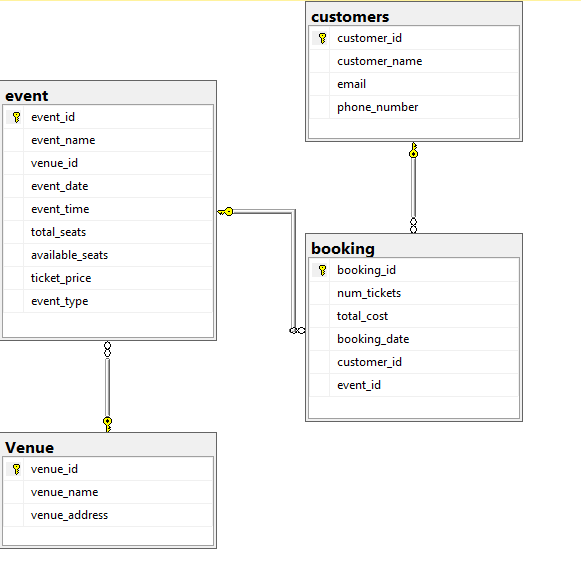 customers
customer_id
customer_name
email
phone_number
event
event_id
event_name
venue_id
event_date
event_time
total_seats
available_seats
ticket_price
event_type
booking
booking_id
num_tickets
total_cost
booking_date
customer_id
event_id
Venue
venue_id
venue_name
venue_address